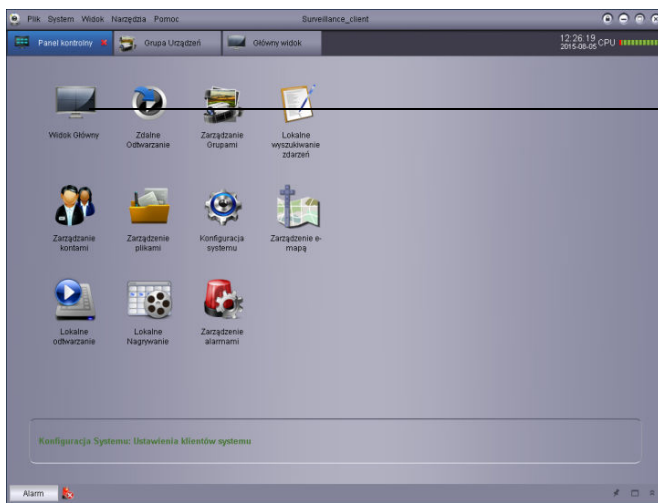 Plik System Widok Narzędzia Pomoc Surveillance_client
Panel kontrolny Grupa Urządzeń Główny widok 12:26:19 CPU
2015-08-05
Widok Główny Zdalne Odtwarzanie Zarządzanie Grupami Lokalne wyszukiwanie zdarzeń
Zarządzanie kontami Zarządzenie plikami Konfiguracja systemu Zarządzenie e-mapą
Lokalne odtwarzanie Lokalne Nagrywanie Zarządzenie alarmami
Konfiguracja Systemu: Ustawienia klientów systemu
Alarm